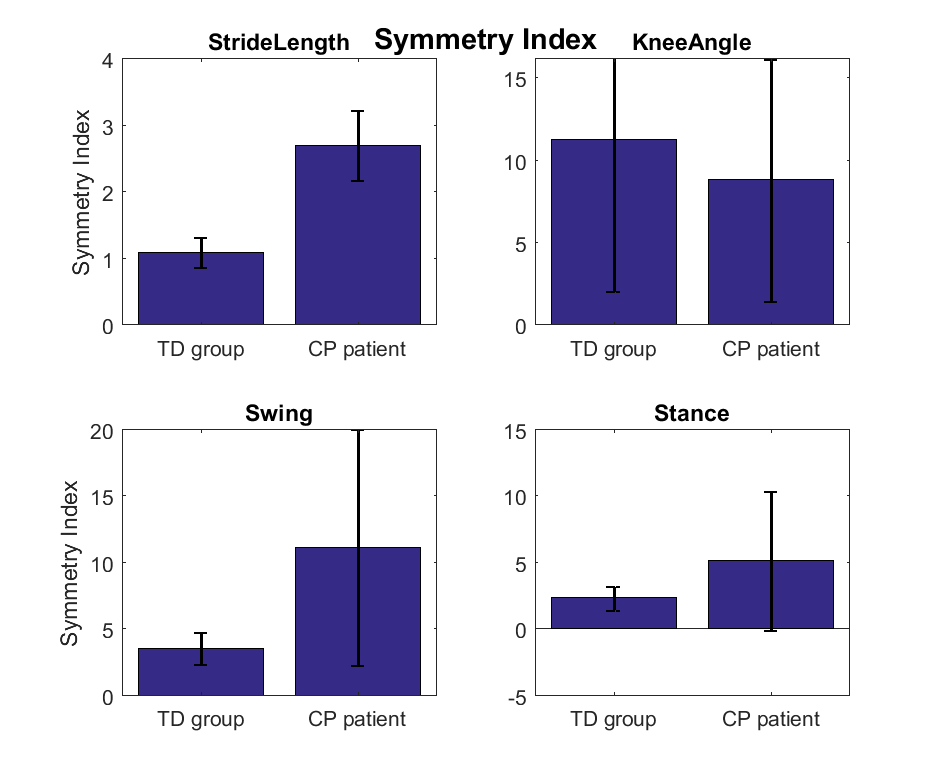 Symmetry Index
StrideLength
4
3
2
1
0
Symmetry Index
TD group
CP patient
KneeAngle
15
10
5
0
TD group
CP patient
Swing
20
15
10
5
0
Symmetry Index
TD group
CP patient
Stance
15
10
5
0
-5
TD group
CP patient